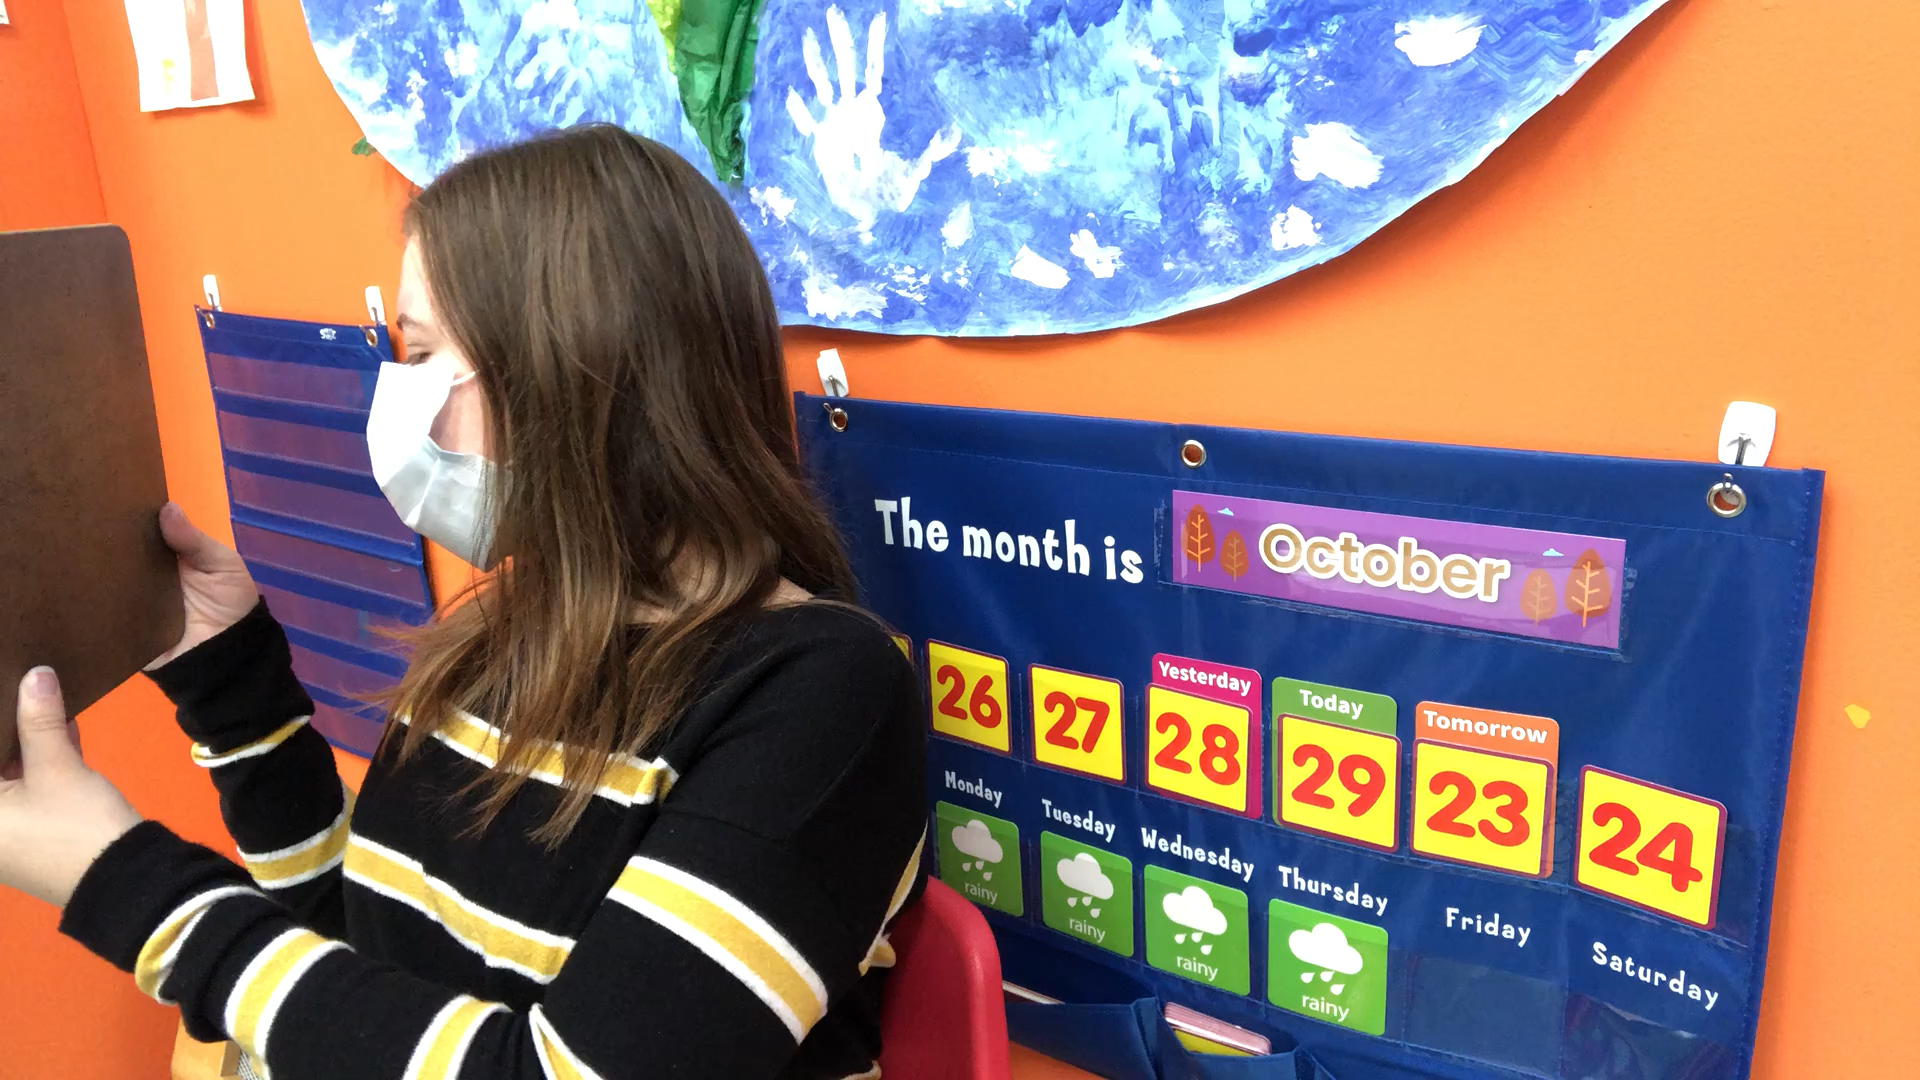 The month is October
Yesterday Today Tomorrow
26 27 28 29 23 24
Monday Tuesday Wednesday Thursday Friday Saturday
rainy rainy rainy rainy